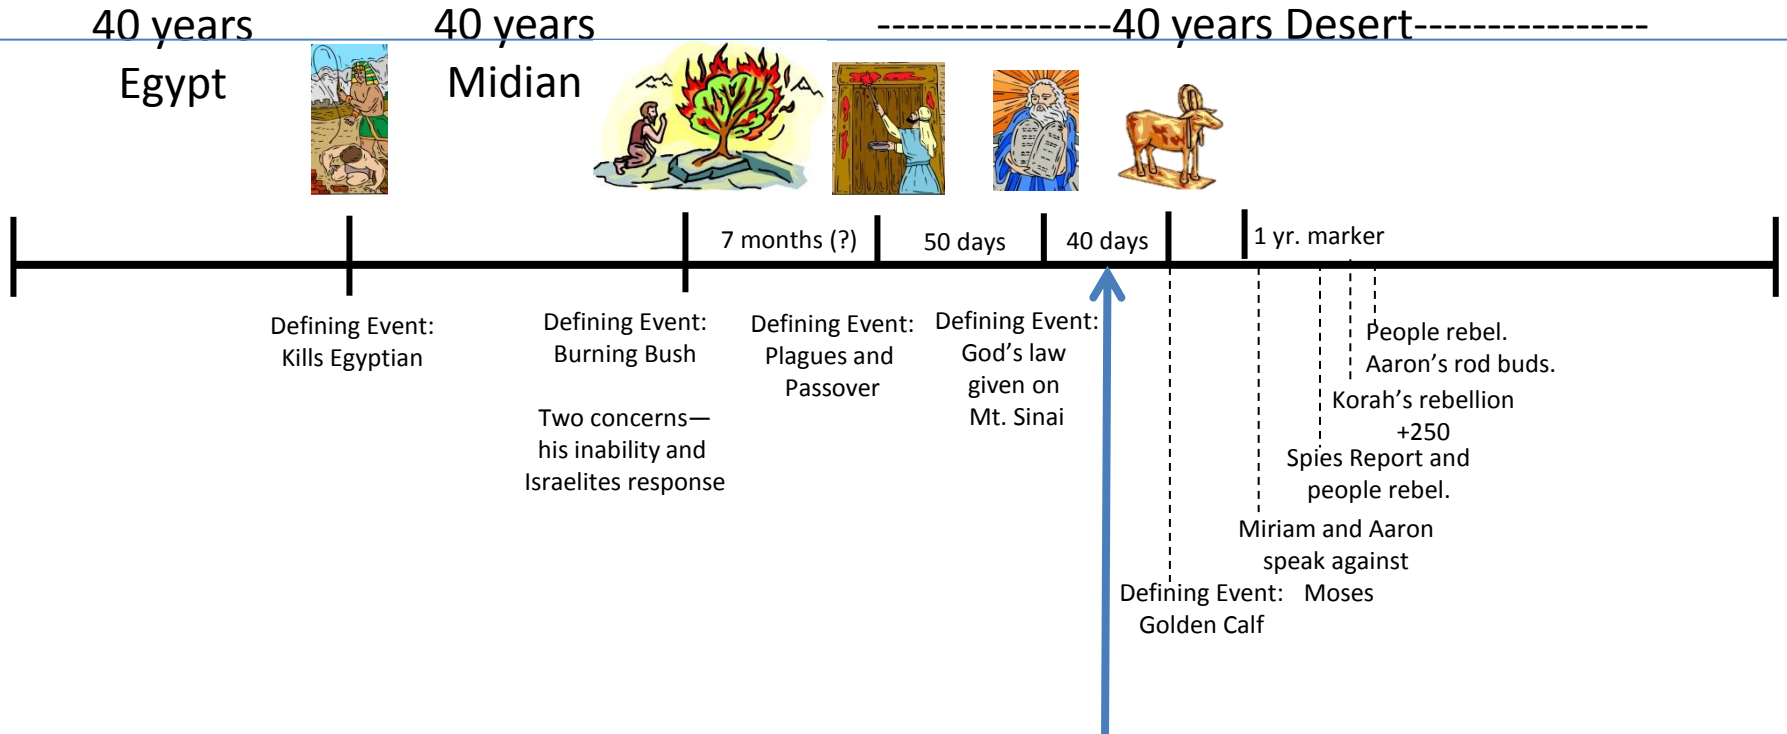 40 years
Egypt
40 years
Midian
----------------40 years Desert----------------
7 months (?)
50 days
40 days
1 yr. marker
Defining Event:
Kills Egyptian
Defining Event:
Burning Bush
Two concerns—
his inability and
Israelites response
Defining Event:
Plagues and
Passover
Defining Event:
God’s law
given on
Mt. Sinai
People rebel.
Aaron’s rod buds.
Korah’s rebellion
+250
Spies Report and
people rebel.
Miriam and Aaron
speak against
Moses
Defining Event:
Golden Calf